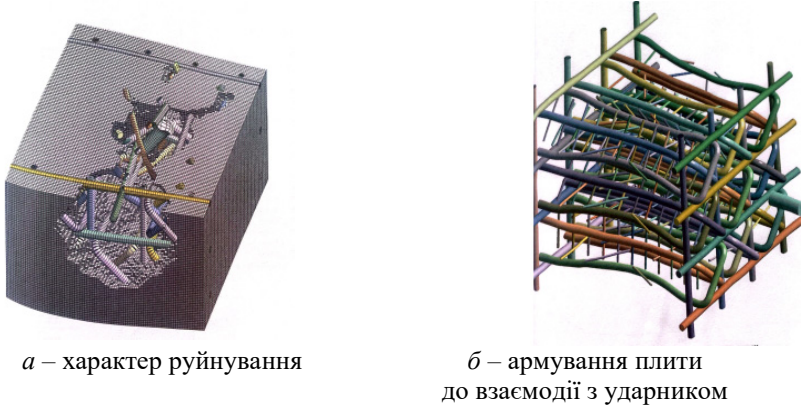 а – характер руйнування
б – армування плити
до взаємодії з ударником